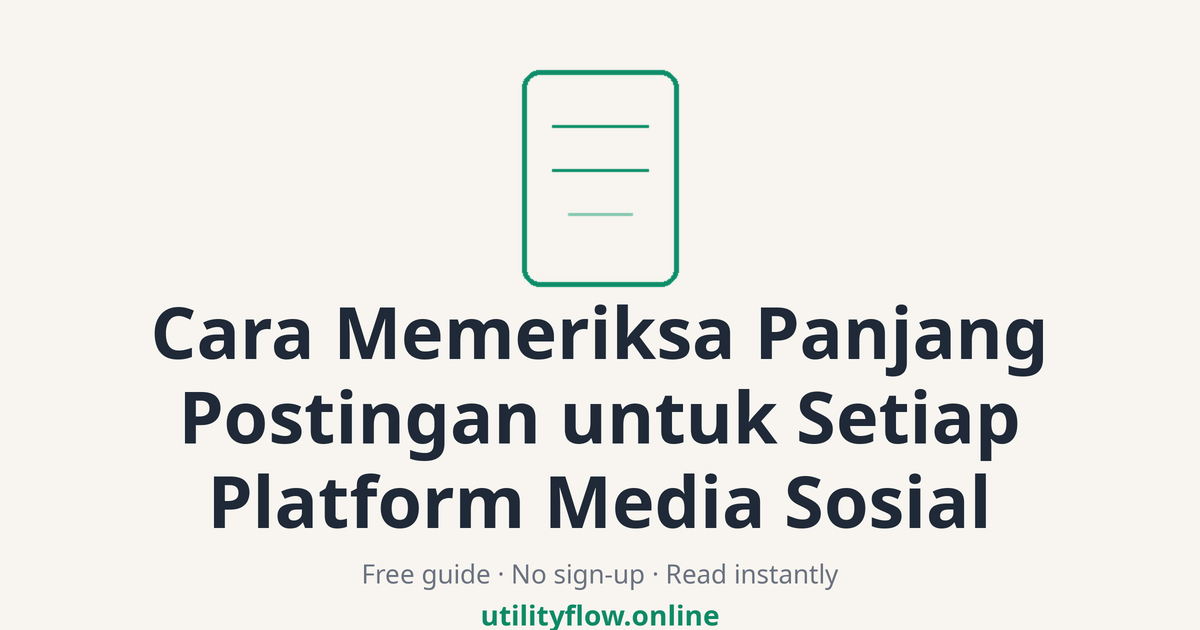 Cara Memeriksa Panjang
Postingan untuk Setiap
Platform Media Sosial
Free guide · No sign-up · Read instantly
utilityflow.online